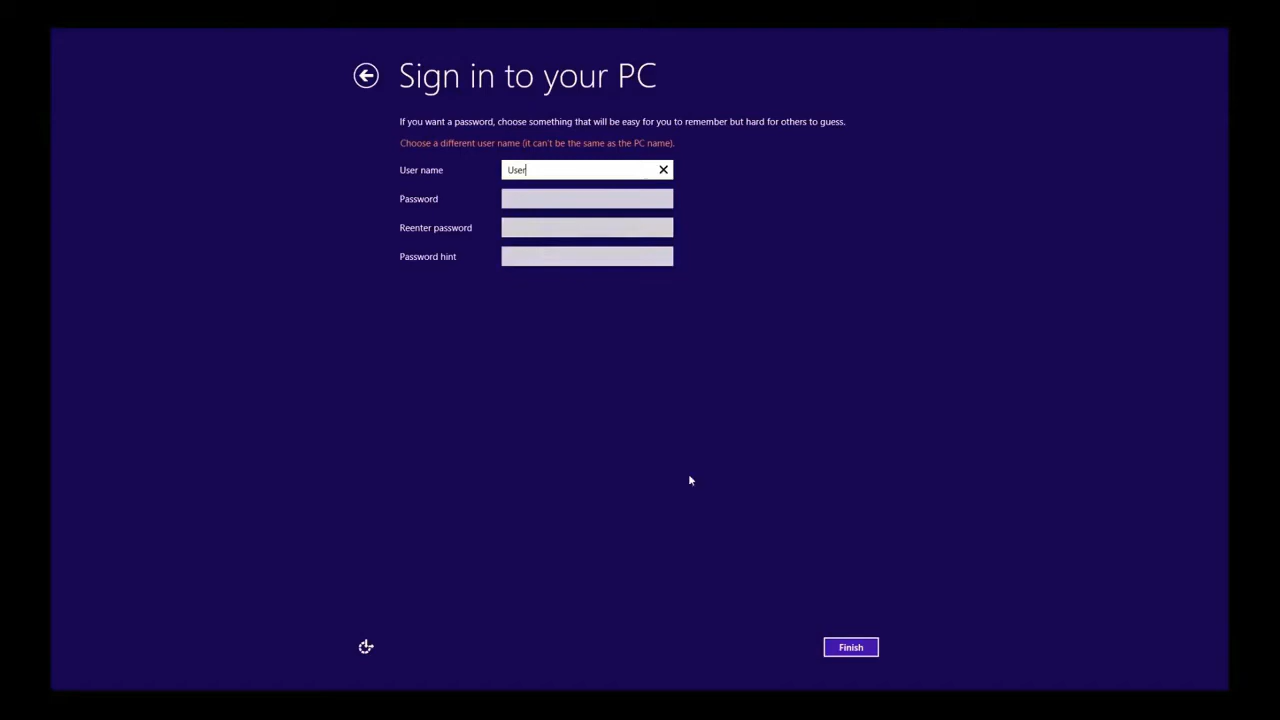 Sign in to your PC
If you want a password, choose something that will be easy for you to remember but hard for others to guess.
Choose a different user name (it can't be the same as the PC name).
User name User
Password
Reenter password
Password hint
Finish